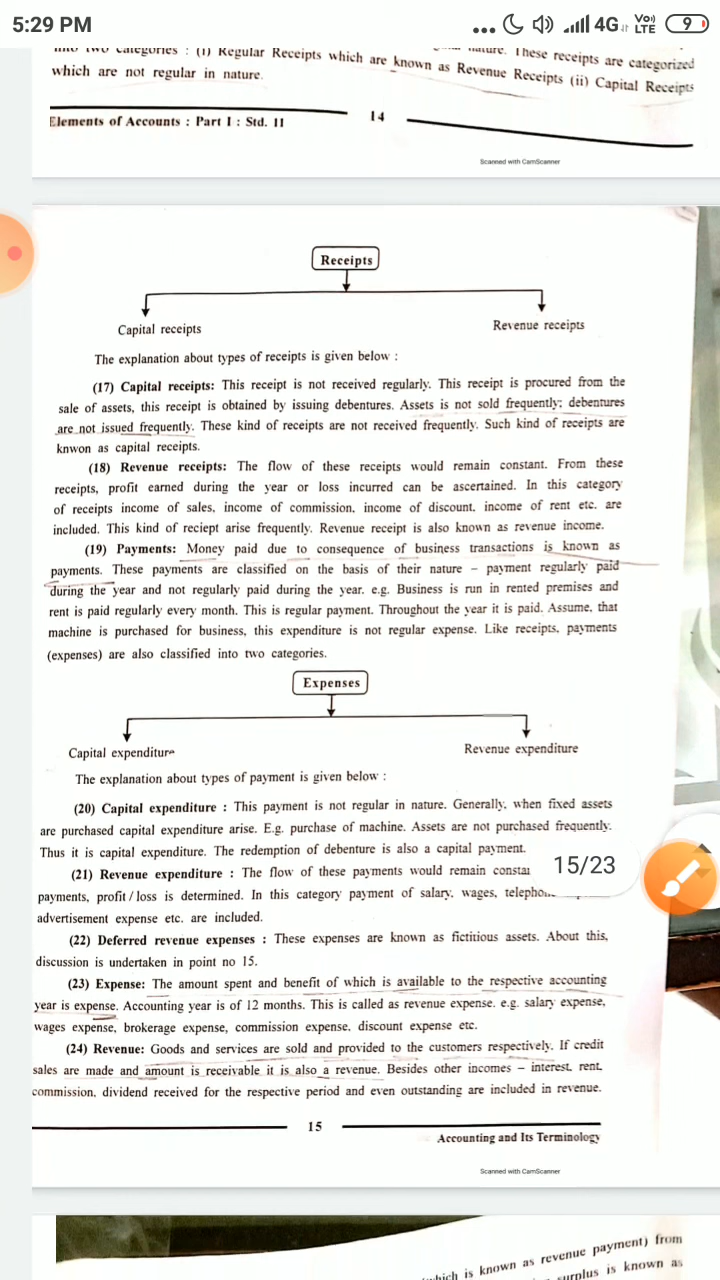 5:29 PM
... 4G Vo)) LTE 9
into two categories : (i) Regular Receipts which are known as Revenue Receipts (ii) Capital Receipts
nature. These receipts are categorized
which are not regular in nature.
14
Elements of Accounts : Part I : Std. 11
Scanned with CamScanner
Receipts
Capital receipts
Revenue receipts
The explanation about types of receipts is given below :
(17) Capital receipts: This receipt is not received regularly. This receipt is procured from the
sale of assets, this receipt is obtained by issuing debentures. Assets is not sold frequently; debentures
are not issued frequently. These kind of receipts are not received frequently. Such kind of receipts are
knwon as capital receipts.
(18) Revenue receipts: The flow of these receipts would remain constant. From these
receipts, profit earned during the year or loss incurred can be ascertained. In this category
of receipts income of sales, income of commission, income of discount, income of rent etc. are
included. This kind of reciept arise frequently. Revenue receipt is also known as revenue income.
(19) Payments: Money paid due to consequence of business transactions is known as
payments. These payments are classified on the basis of their nature – payment regularly paid
during the year and not regularly paid during the year. e.g. Business is run in rented premises and
rent is paid regularly every month. This is regular payment. Throughout the year it is paid. Assume, that
machine is purchased for business, this expenditure is not regular expense. Like receipts, payments
(expenses) are also classified into two categories.
Expenses
Capital expenditure
Revenue expenditure
The explanation about types of payment is given below :
(20) Capital expenditure : This payment is not regular in nature. Generally, when fixed assets
are purchased capital expenditure arise. E.g. purchase of machine. Assets are not purchased frequently.
Thus it is capital expenditure. The redemption of debenture is also a capital payment.
15/23
(21) Revenue expenditure : The flow of these payments would remain
payments, profit / loss is determined. In this category payment of salary, wages,
advertisement expense etc. are included.
(22) Deferred revenue expenses : These expenses are known as fictitious assets. About this,
discussion is undertaken in point no 15.
(23) Expense: The amount spent and benefit of which is available to the respective accounting
year is expense. Accounting year is of 12 months. This is called as revenue expense. e.g. salary expense,
wages expense, brokerage expense, commission expense, discount expense etc.
(24) Revenue: Goods and services are sold and provided to the customers respectively. If credit
sales are made and amount is receivable it is also a revenue. Besides other incomes – interest, rent,
commission, dividend received for the respective period and even outstanding are included in revenue.
15
Accounting and Its Terminology
Scanned with CamScanner
which is known as revenue payment) from
surplus is known as